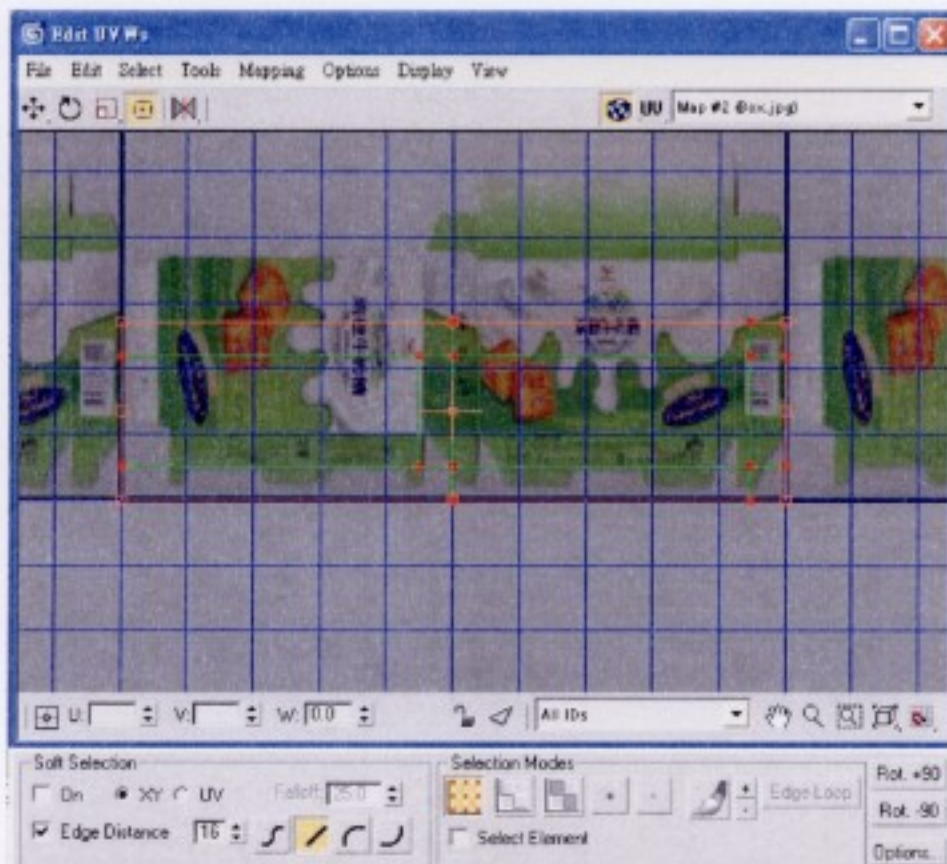 Edit UVWs
File Edit Select Tools Mapping Options Display View
UV Map #2 (Box.jpg)
U: V: W: 0.0 All IDs
Soft Selection
On XY UV Falloff: 25.0
Edge Distance 16
Selection Modes
+ - Edge Loop
Select Element
Rot. +90
Rot. -90
Options...